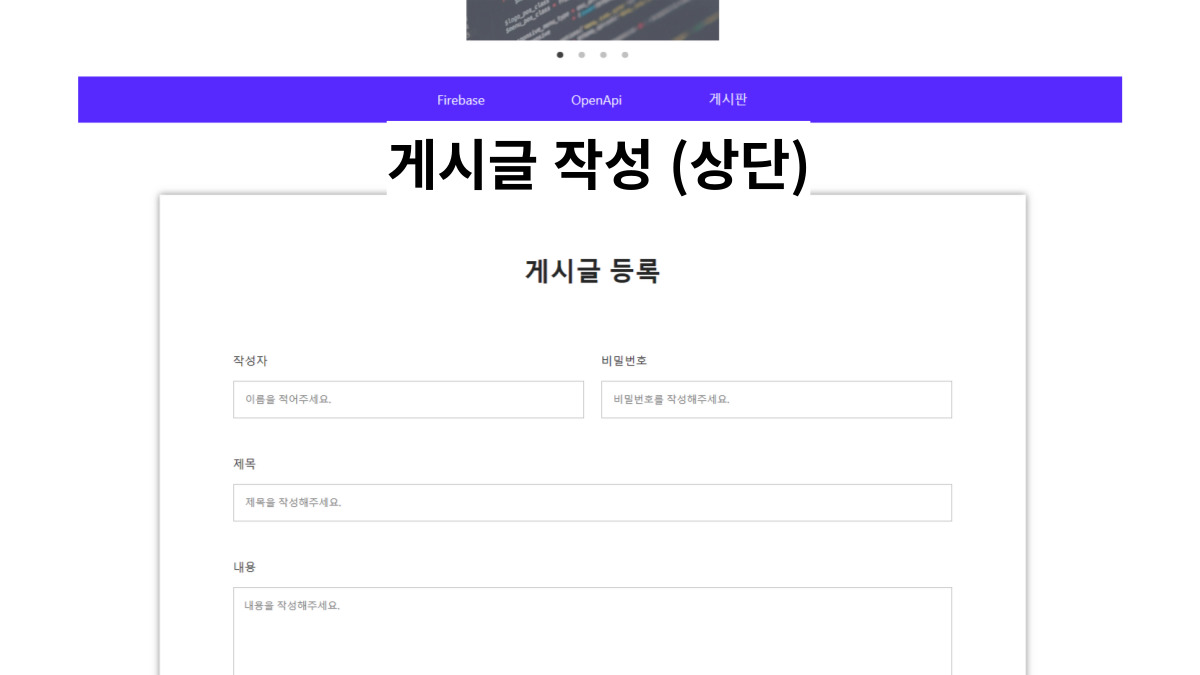 Firebase OpenApi 게시판
게시글 작성 (상단)
게시글 등록
작성자 비밀번호
이름을 적어주세요. 비밀번호를 작성해주세요.
제목
제목을 작성해주세요.
내용
내용을 작성해주세요.